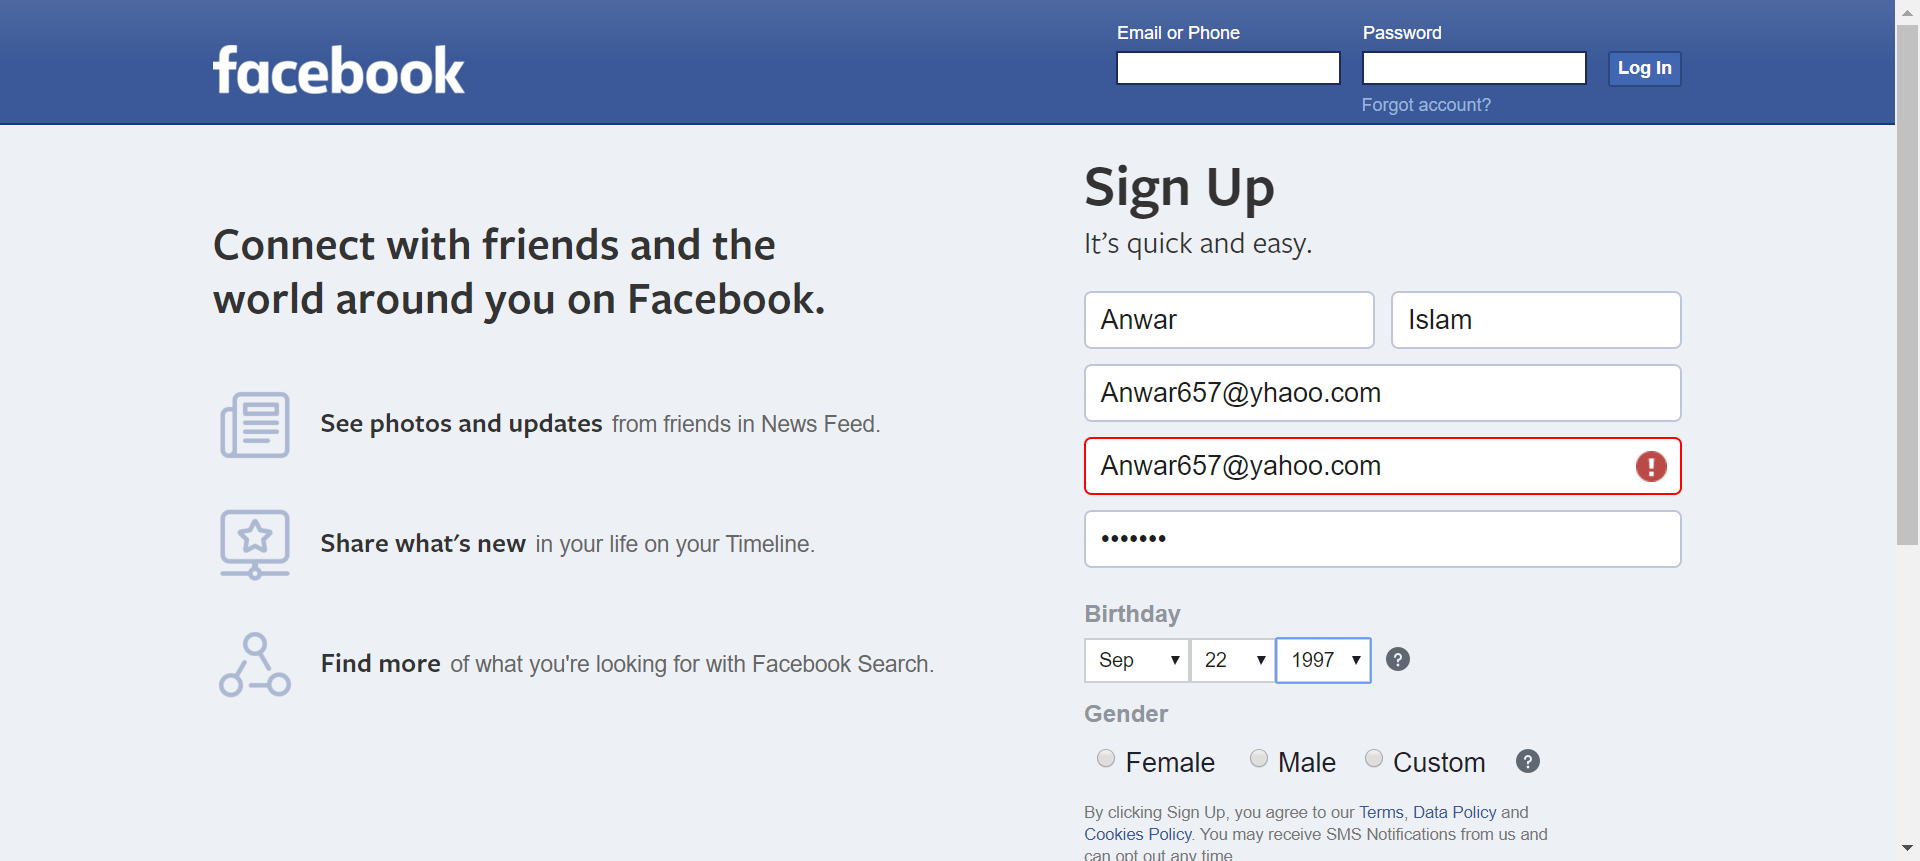 facebook
Email or Phone
Password
Log In
Forgot account?
Connect with friends and the
world around you on Facebook.
See photos and updates from friends in News Feed.
Share what's new in your life on your Timeline.
Find more of what you're looking for with Facebook Search.
Sign Up
It's quick and easy.
Anwar
Islam
Anwar657@yhaoo.com
Anwar657@yahoo.com
•••••••
Birthday
Sep
22
1997
Gender
Female
Male
Custom
By clicking Sign Up, you agree to our Terms, Data Policy and
Cookies Policy. You may receive SMS Notifications from us and
can opt out any time